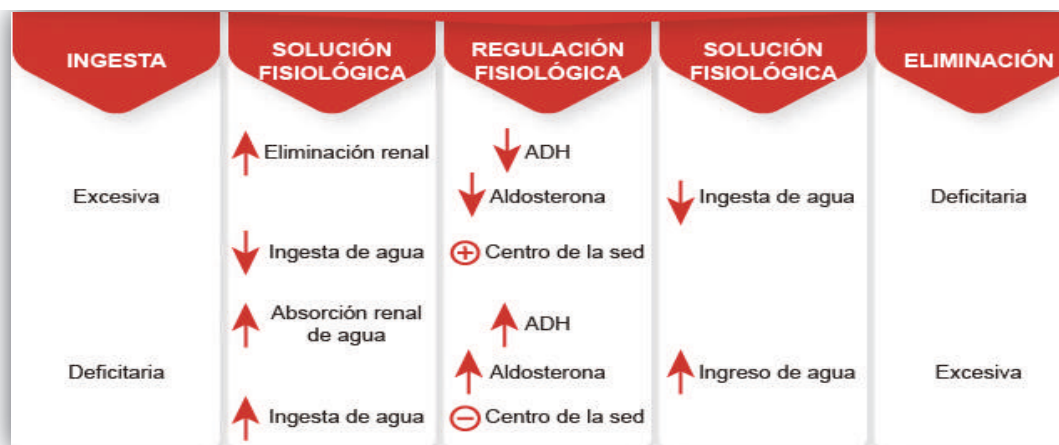 INGESTA
SOLUCIÓN
FISIOLÓGICA
REGULACIÓN
FISIOLÓGICA
SOLUCIÓN
FISIOLÓGICA
ELIMINACIÓN
Excesiva
Eliminación renal
Ingesta de agua
ADH
Aldosterona
Centro de la sed
Ingesta de agua
Deficitaria
Deficitaria
Absorción renal
de agua
Ingesta de agua
ADH
Aldosterona
Centro de la sed
Ingreso de agua
Excesiva